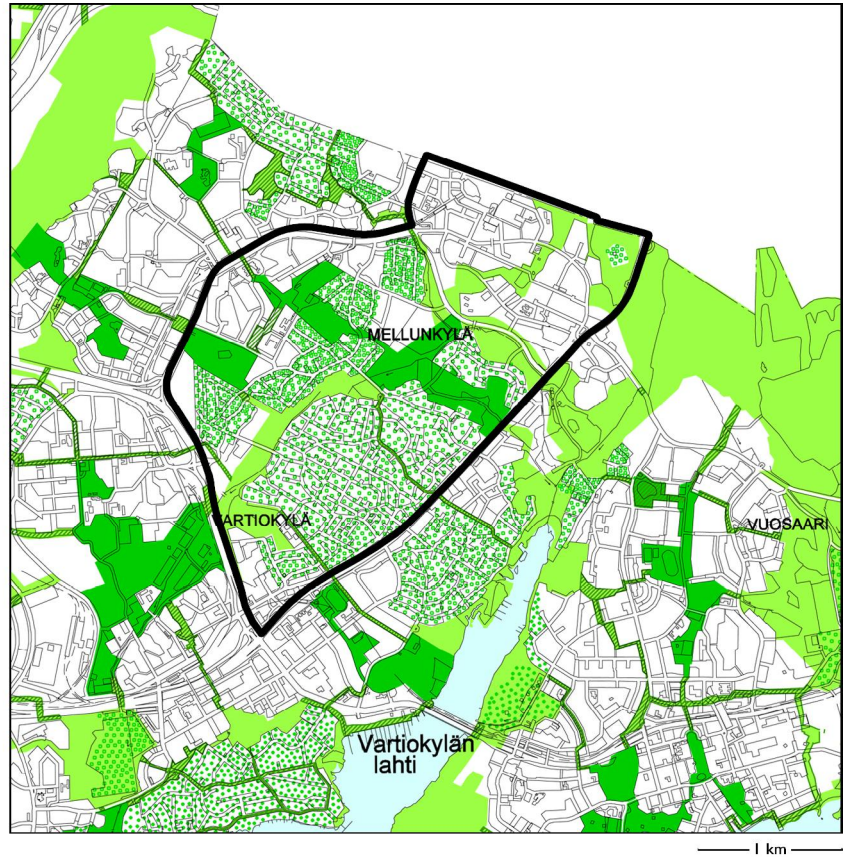 MELLUNKYLÄ
VARTIOKYLÄ
VUOSAARI
Vartiokylän
lahti
1 km